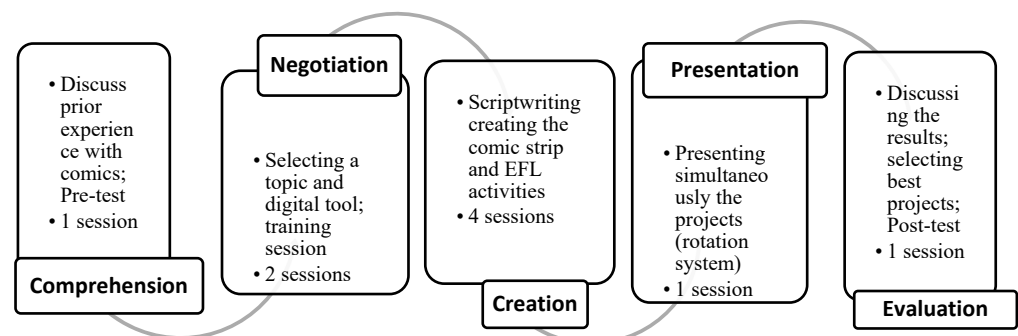 • Discuss
prior
experien
ce with
comics;
Pre-test
• 1 session
Comprehension
Negotiation
• Selecting a
topic and
digital tool;
training
session
• 2 sessions
• Scriptwriting
creating the
comic strip
and EFL
activities
• 4 sessions
Creation
Presentation
• Presenting
simultaneo
usly the
projects
(rotation
system)
• 1 session
• Discussi
ng the
results;
selecting
best
projects;
Post-test
• 1 session
Evaluation